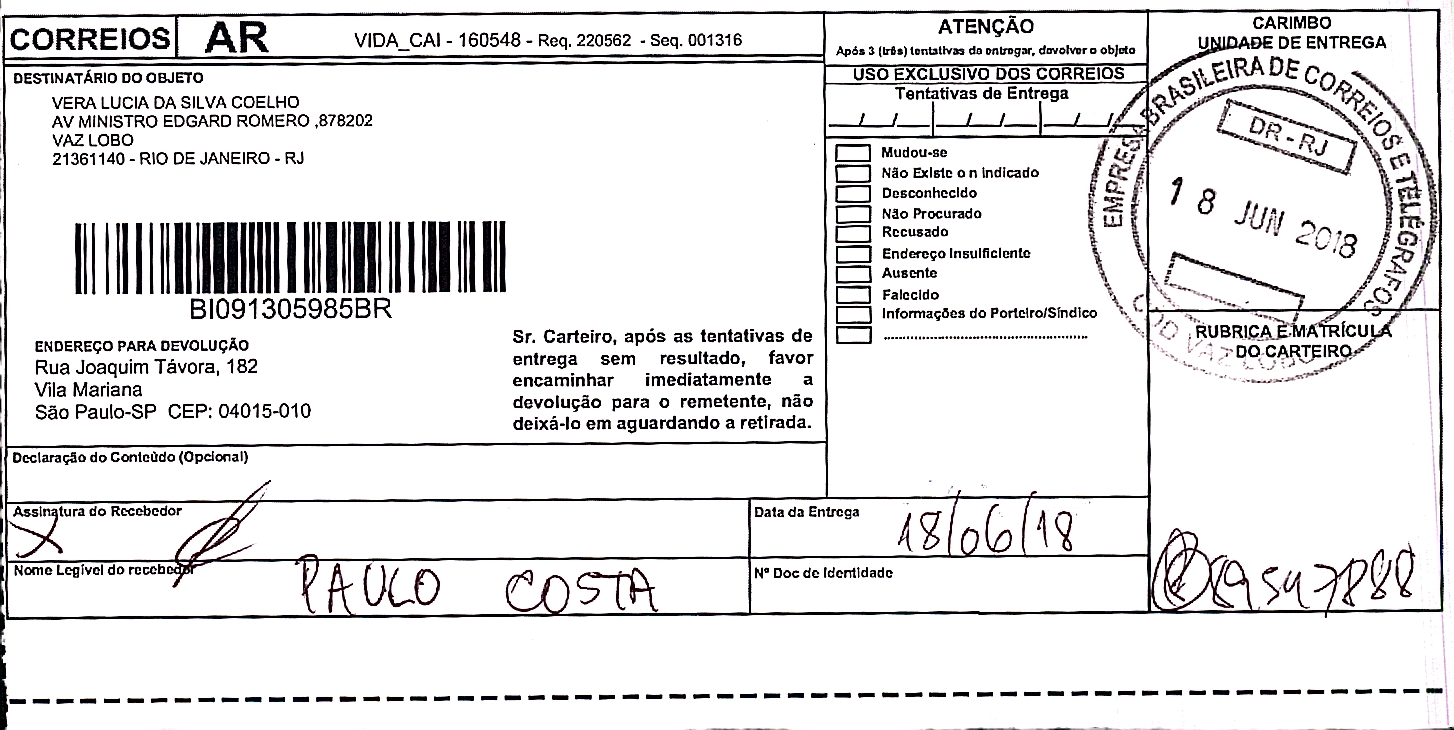 CORREIOS AR VIDA_CAI - 160548 - Req. 220562 - Seq. 001316
DESTINATÁRIO DO OBJETO
VERA LUCIA DA SILVA COELHO
AV MINISTRO EDGARD ROMERO ,878202
VAZ LOBO
21361140 - RIO DE JANEIRO - RJ
BI091305985BR
ENDEREÇO PARA DEVOLUÇÃO
Rua Joaquim Távora, 182
Vila Mariana
São Paulo-SP CEP: 04015-010
Sr. Carteiro, após as tentativas de
entrega sem resultado, favor
encaminhar imediatamente a
devolução para o remetente, não
deixá-lo em aguardando a retirada.
Declaração do Conteúdo (Opcional)
ATENÇÃO
Após 3 (três) tentativas de entregar, devolver o objeto
USO EXCLUSIVO DOS CORREIOS
Tentativas de Entrega
/ / / / / /
Mudou-se
Não Existe o n Indicado
Desconhecido
Não Procurado
Recusado
Endereço Insuficiente
Ausente
Falecido
Informações do Porteiro/Síndico
CARIMBO
UNIDADE DE ENTREGA
EMPRESA BRASILEIRA DE CORREIOS E TELÉGRAFOS
DR - RJ
18 JUN 2018
CDD VAZ LOBO
RUBRICA E MATRÍCULA
DO CARTEIRO
Assinatura do Recebedor
X
Data da Entrega
18/06/18
Nome Legível do recebedor
PAULO COSTA
Nº Doc de Identidade